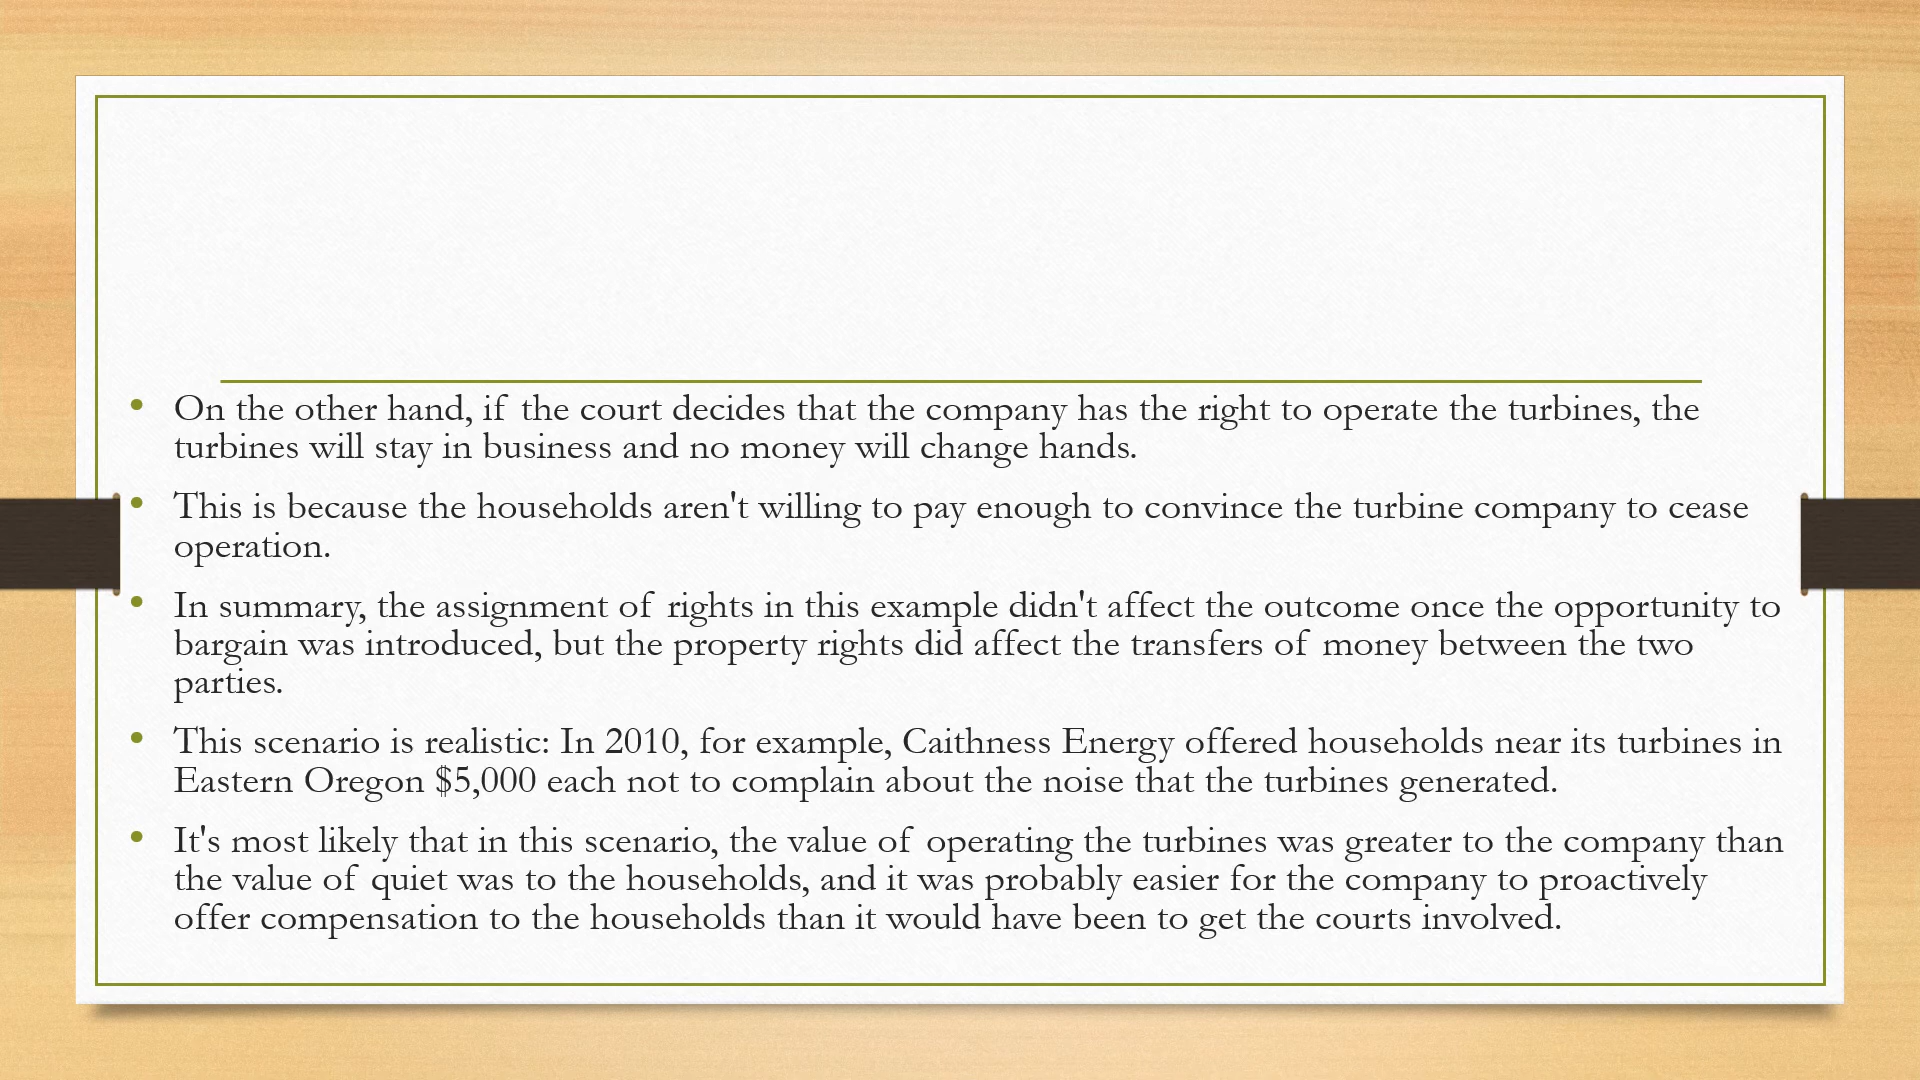 • On the other hand, if the court decides that the company has the right to operate the turbines, the
turbines will stay in business and no money will change hands.
• This is because the households aren't willing to pay enough to convince the turbine company to cease
operation.
• In summary, the assignment of rights in this example didn't affect the outcome once the opportunity to
bargain was introduced, but the property rights did affect the transfers of money between the two
parties.
• This scenario is realistic: In 2010, for example, Caithness Energy offered households near its turbines in
Eastern Oregon $5,000 each not to complain about the noise that the turbines generated.
• It's most likely that in this scenario, the value of operating the turbines was greater to the company than
the value of quiet was to the households, and it was probably easier for the company to proactively
offer compensation to the households than it would have been to get the courts involved.